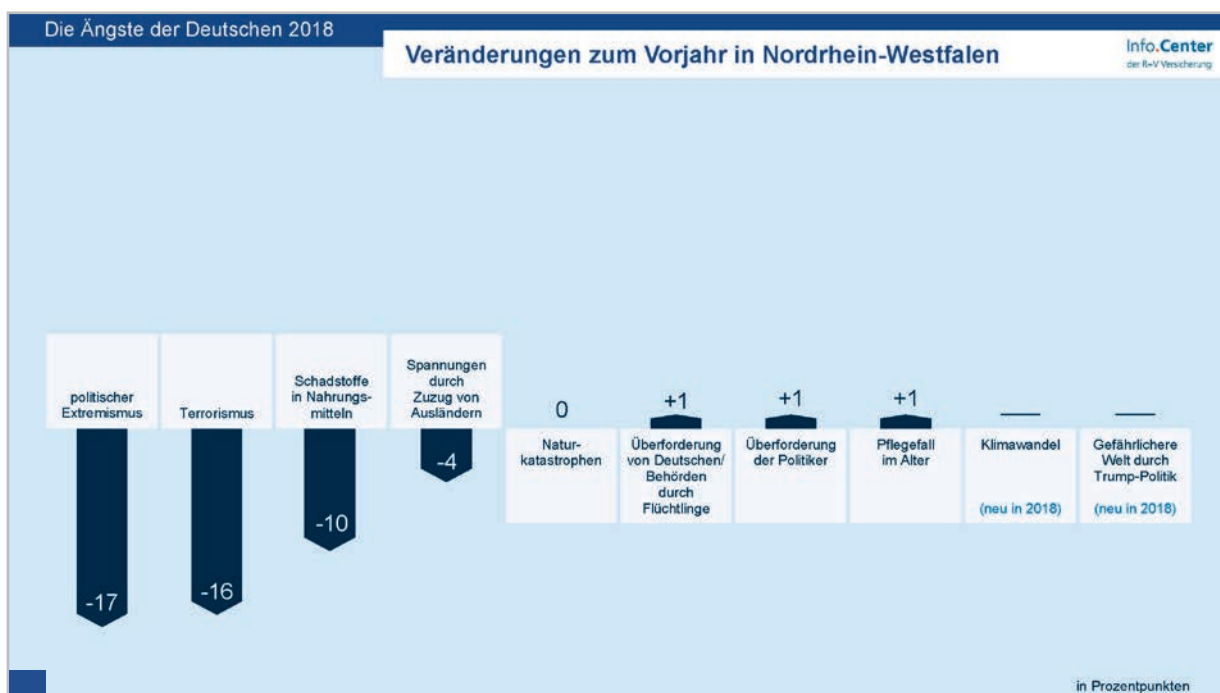 Die Ängste der Deutschen 2018
Veränderungen zum Vorjahr in Nordrhein-Westfalen
Info.Center
der R+V Versicherung
politischer
Extremismus
-17
Terrorismus
-16
Schadstoffe
in Nahrungs-
mitteln
-10
Spannungen
durch
Zuzug von
Ausländern
-4
0
Natur-
katastrophen
+1
Überforderung
von Deutschen/
Behörden
durch
Flüchtlinge
+1
Überforderung
der Politiker
+1
Pflegefall
im Alter
Klimawandel
(neu in 2018)
Gefährlichere
Welt durch
Trump-Politik
(neu in 2018)
in Prozentpunkten